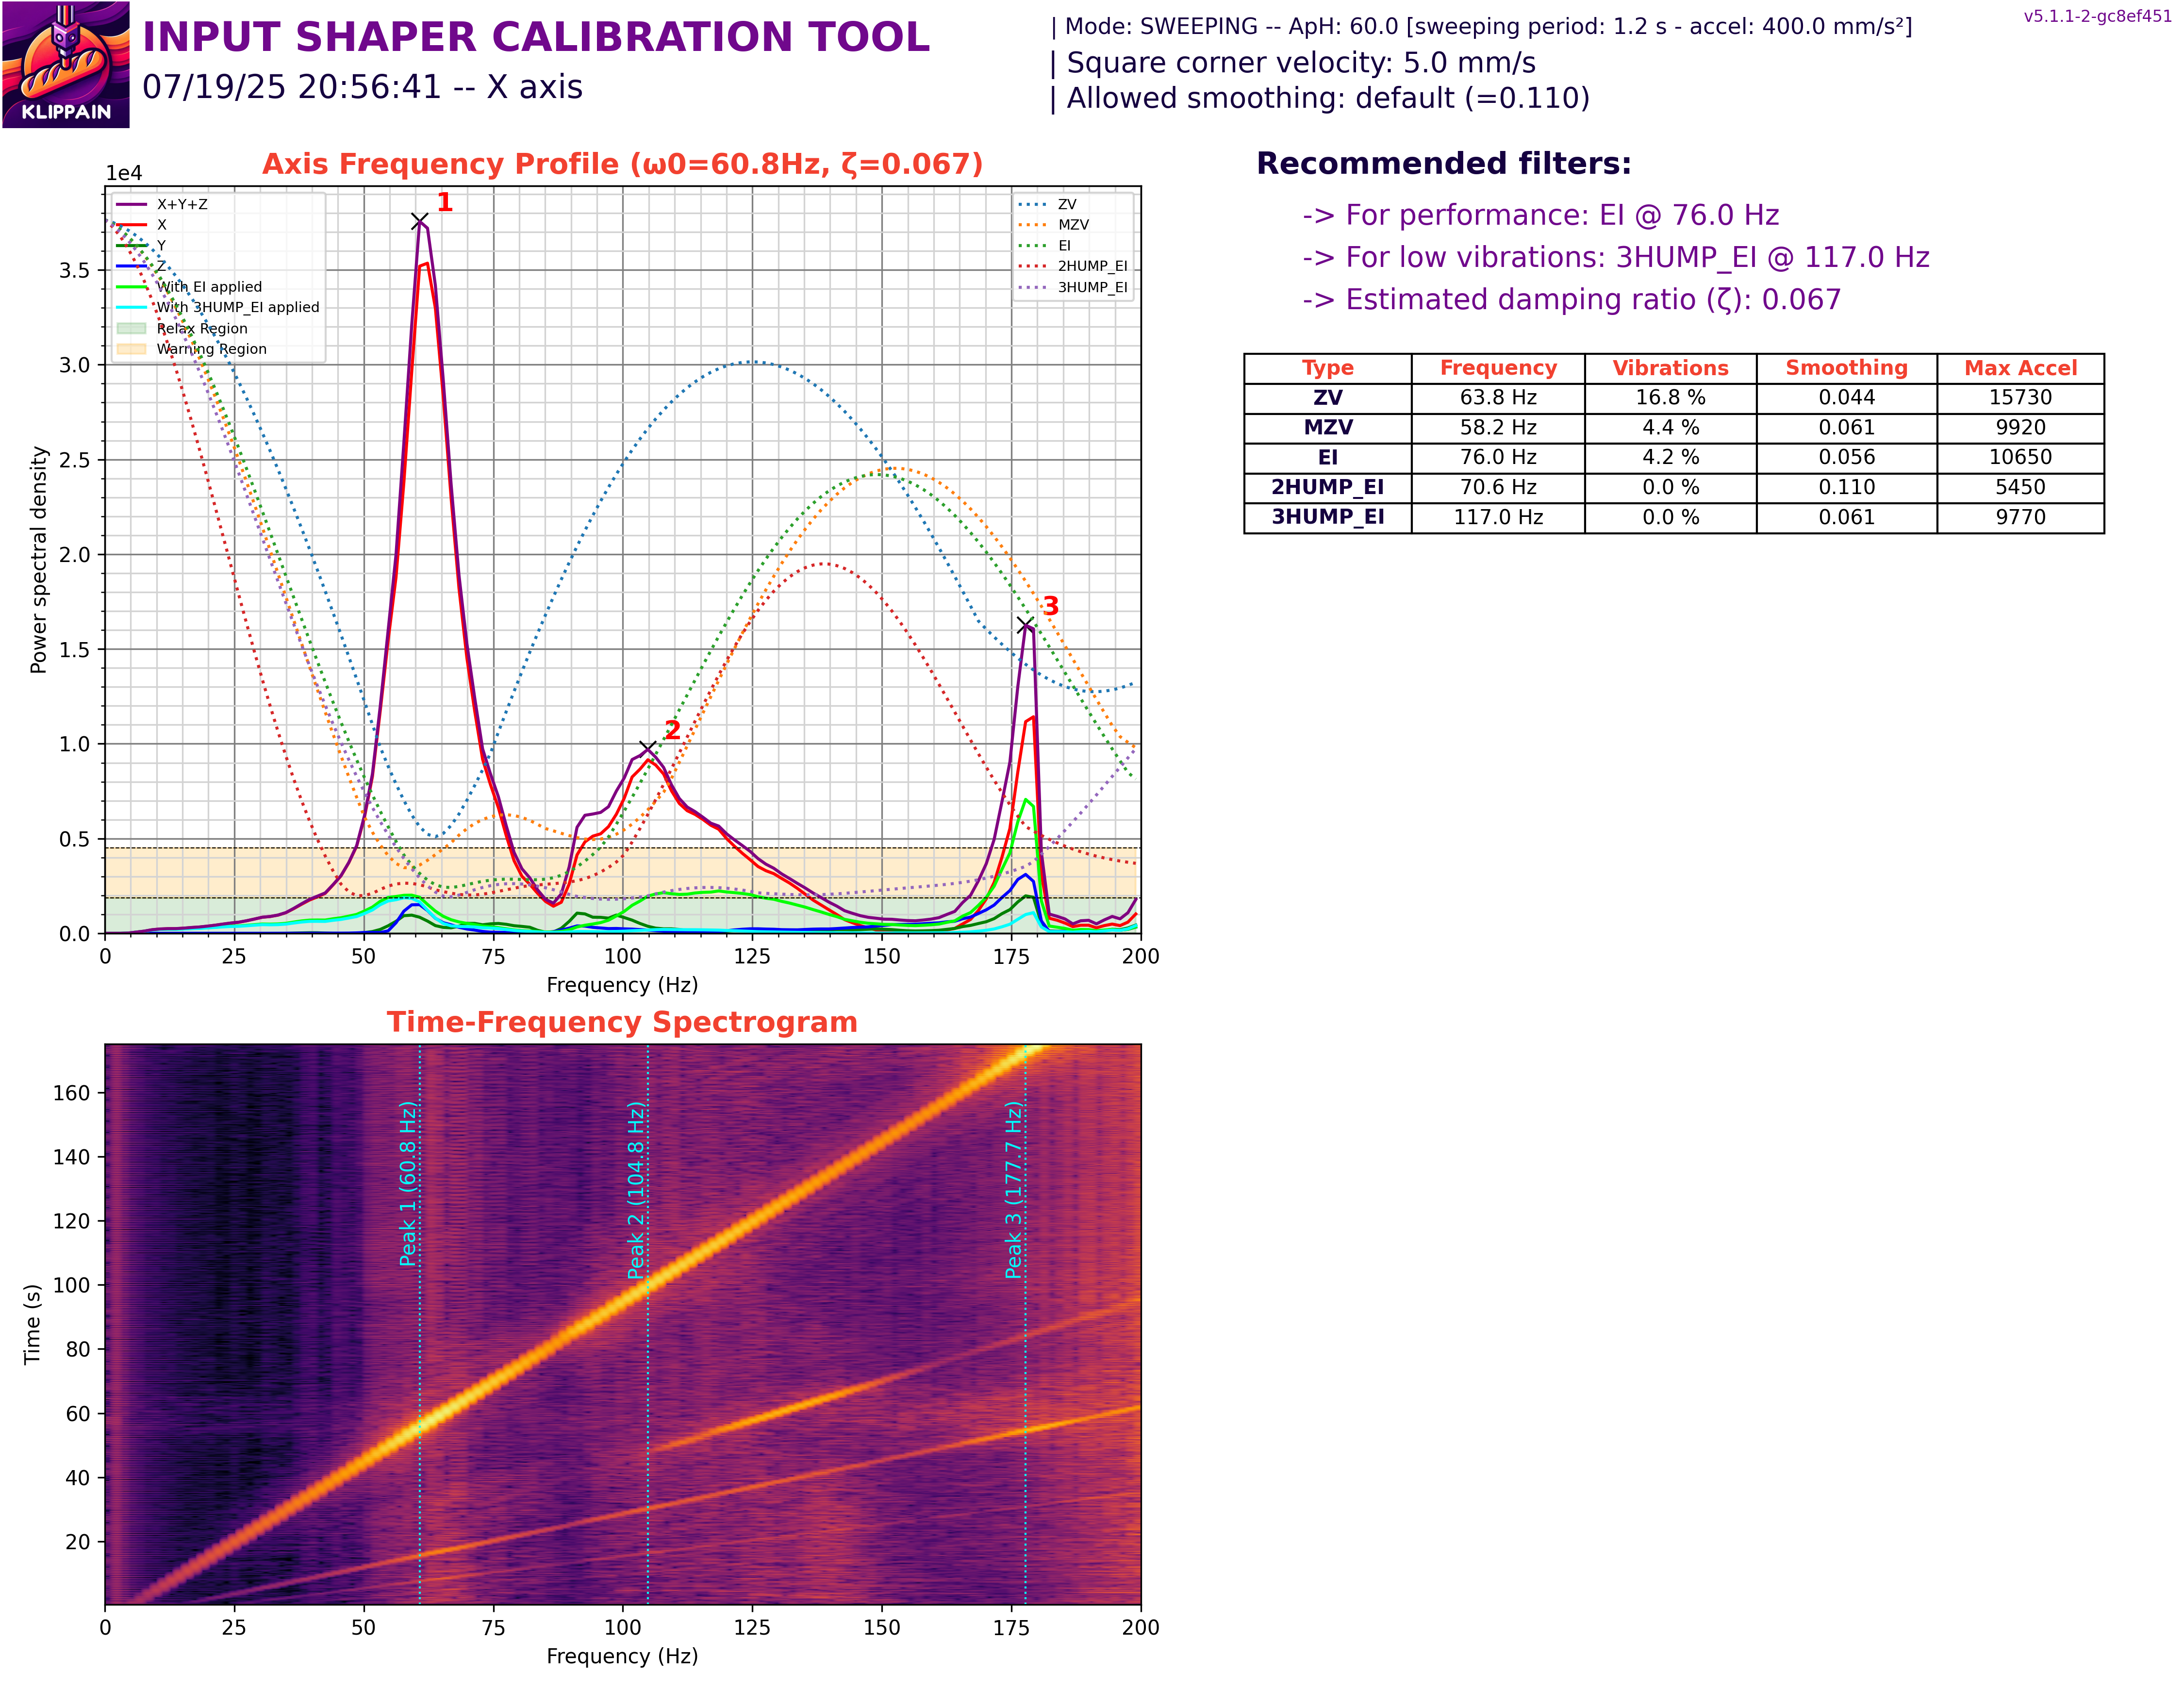 KLIPPAIN
INPUT SHAPER CALIBRATION TOOL
07/19/25 20:56:41 -- X axis
| Mode: SWEEPING -- ApH: 60.0 [sweeping period: 1.2 s - accel: 400.0 mm/s²]
| Square corner velocity: 5.0 mm/s
| Allowed smoothing: default (=0.110)
v5.1.1-2-gc8ef451
Axis Frequency Profile (ω0=60.8Hz, ζ=0.067)
1e4
X+Y+Z
X
Y
Z
With EI applied
With 3HUMP_EI applied
Relax Region
Warning Region
ZV
MZV
EI
2HUMP_EI
3HUMP_EI
1
2
3
Power spectral density
3.5
3.0
2.5
2.0
1.5
1.0
0.5
0.0
0 25 50 75 100 125 150 175 200
Frequency (Hz)
Recommended filters:
-> For performance: EI @ 76.0 Hz
-> For low vibrations: 3HUMP_EI @ 117.0 Hz
-> Estimated damping ratio (ζ): 0.067
Type Frequency Vibrations Smoothing Max Accel
ZV 63.8 Hz 16.8 % 0.044 15730
MZV 58.2 Hz 4.4 % 0.061 9920
EI 76.0 Hz 4.2 % 0.056 10650
2HUMP_EI 70.6 Hz 0.0 % 0.110 5450
3HUMP_EI 117.0 Hz 0.0 % 0.061 9770
Time-Frequency Spectrogram
Time (s)
160
140
120
100
80
60
40
20
Peak 1 (60.8 Hz)
Peak 2 (104.8 Hz)
Peak 3 (177.7 Hz)
0 25 50 75 100 125 150 175 200
Frequency (Hz)